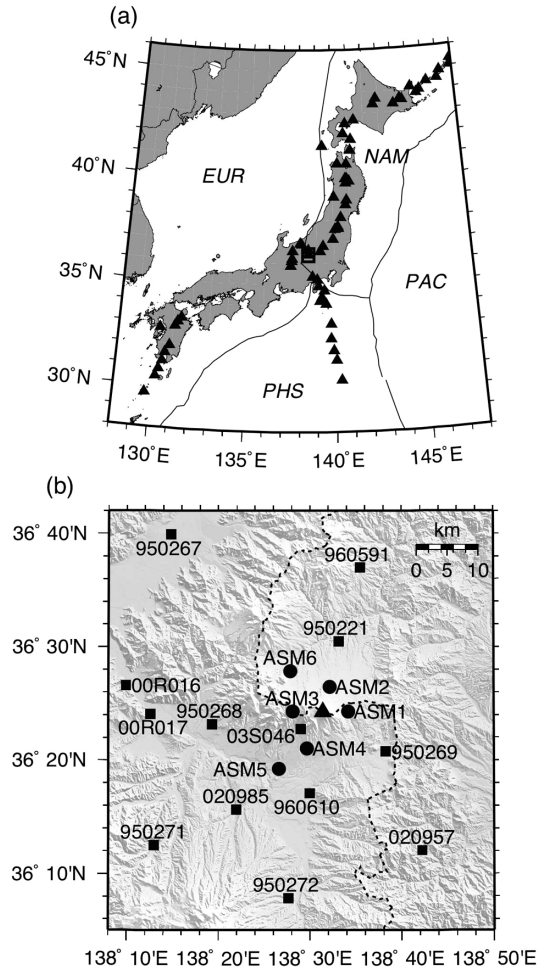 (a)
45°N
40°N
35°N
30°N
EUR
NAM
PAC
PHS
130°E
135°E
140°E
145°E
(b)
36° 40'N
36° 30'N
36° 20'N
36° 10'N
km
0 5 10
950267
960591
950221
ASM6
00R016
ASM2
ASM3
950268
ASM1
00R017
03S046
ASM4
950269
ASM5
020985
960610
950271
020957
950272
138° 10'E
138° 20'E
138° 30'E
138° 40'E
138° 50'E